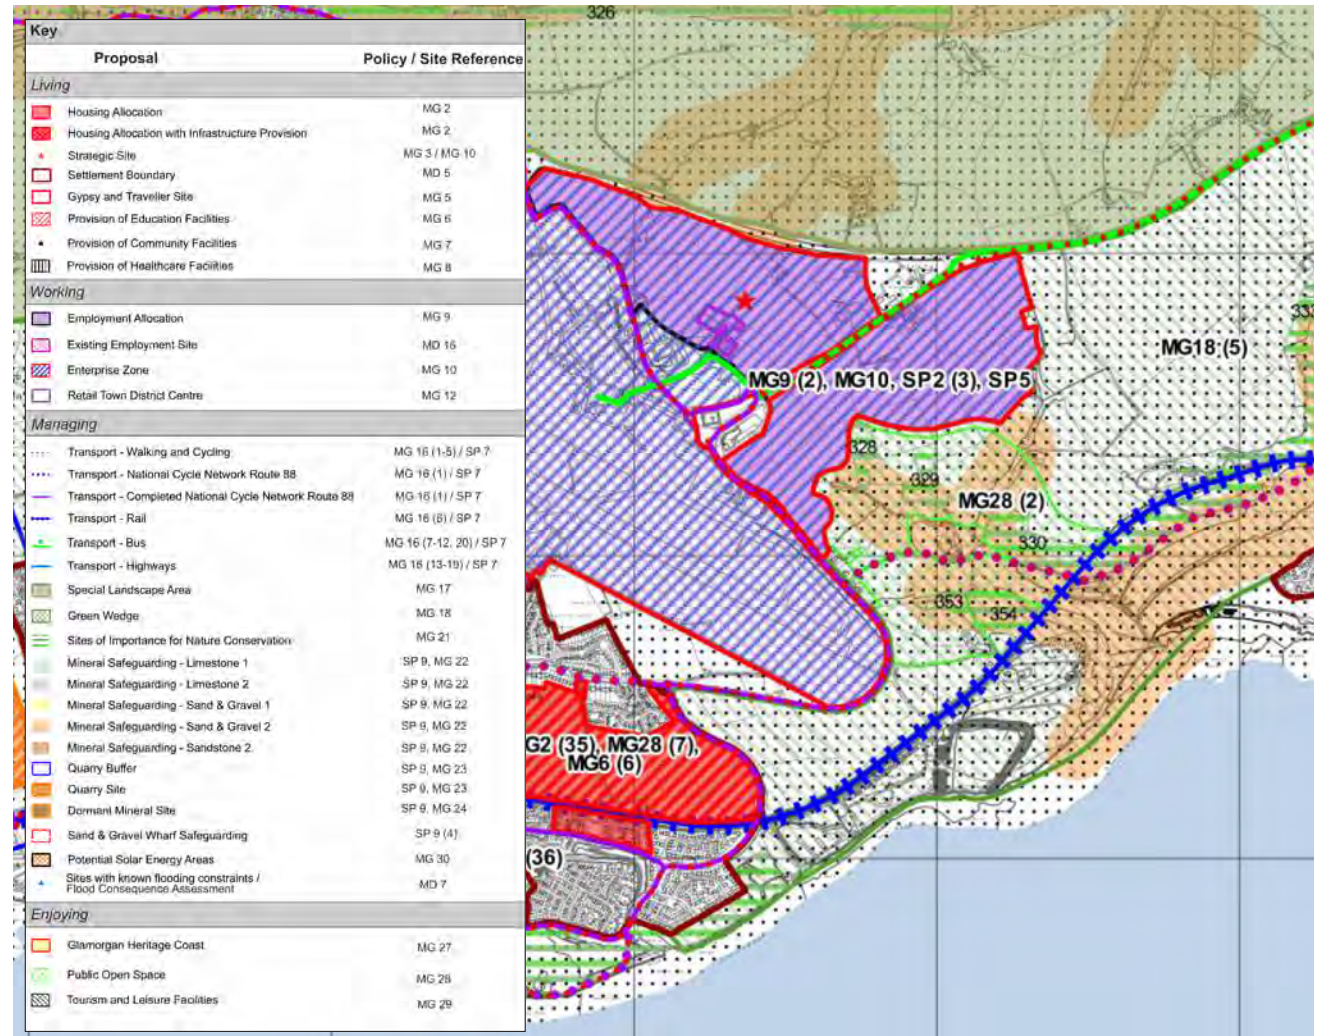 Key
Proposal Policy / Site Reference
Living
Housing Allocation MG 2
Housing Allocation with Infrastructure Provision MG 2
Strategic Site MG 3 / MG 10
Settlement Boundary MD 5
Gypsy and Traveller Site MG 5
Provision of Education Facilities MG 6
Provision of Community Facilities MG 7
Provision of Healthcare Facilities MG 8
Working
Employment Allocation MG 9
Existing Employment Site MD 16
Enterprise Zone MG 10
Retail Town District Centre MG 12
Managing
Transport - Walking and Cycling MG 16 (1-5) / SP 7
Transport - National Cycle Network Route 88 MG 16 (1) / SP 7
Transport - Completed National Cycle Network Route 88 MG 16 (1) / SP 7
Transport - Rail MG 16 (6) / SP 7
Transport - Bus MG 16 (7-12, 20) / SP 7
Transport - Highways MG 16 (13-19) / SP 7
Special Landscape Area MG 17
Green Wedge MG 18
Sites of Importance for Nature Conservation MG 21
Mineral Safeguarding - Limestone 1 SP 9, MG 22
Mineral Safeguarding - Limestone 2 SP 9, MG 22
Mineral Safeguarding - Sand & Gravel 1 SP 9, MG 22
Mineral Safeguarding - Sand & Gravel 2 SP 9, MG 22
Mineral Safeguarding - Sandstone 2 SP 9, MG 22
Quarry Buffer SP 9, MG 23
Quarry Site SP 9, MG 23
Dormant Mineral Site SP 9, MG 24
Sand & Gravel Wharf Safeguarding SP 9 (4)
Potential Solar Energy Areas MG 30
Sites with known flooding constraints /
Flood Consequence Assessment MD 7
Enjoying
Glamorgan Heritage Coast MG 27
Public Open Space MG 28
Tourism and Leisure Facilities MG 29
326
333
MG18 (5)
MG9 (2), MG10, SP2 (3), SP5
328
329
MG28 (2)
330
353
354
G2 (35), MG28 (7),
MG6 (6)
(36)